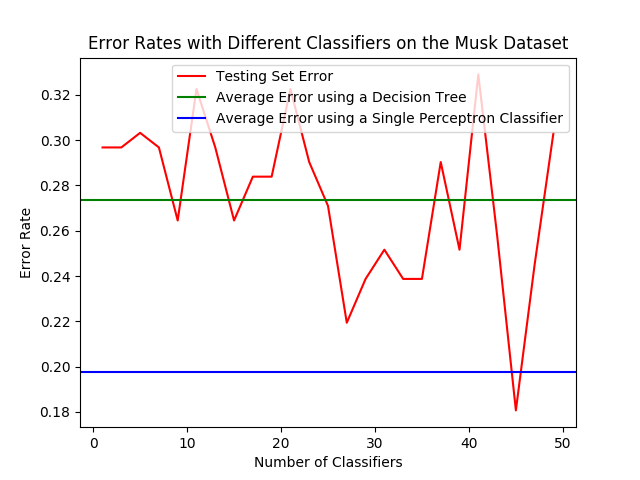 Error Rates with Different Classifiers on the Musk Dataset
Testing Set Error
Average Error using a Decision Tree
Average Error using a Single Perceptron Classifier
Error Rate
0.32
0.30
0.28
0.26
0.24
0.22
0.20
0.18
0 10 20 30 40 50
Number of Classifiers